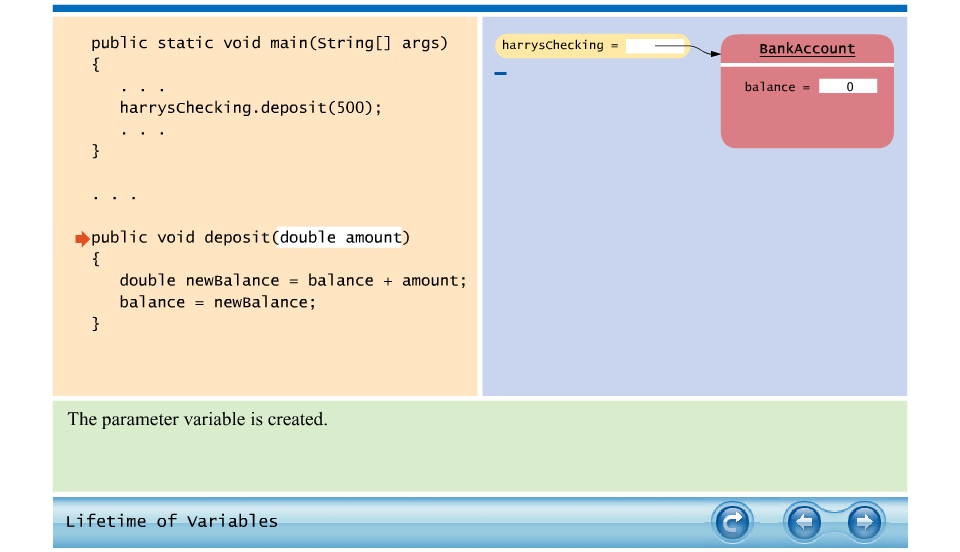 public static void main(String[] args)
{
. . .
harrysChecking.deposit(500);
. . .
}
. . .
public void deposit(double amount)
{
double newBalance = balance + amount;
balance = newBalance;
}
harrysChecking =
BankAccount
balance = 0
The parameter variable is created.
Lifetime of Variables